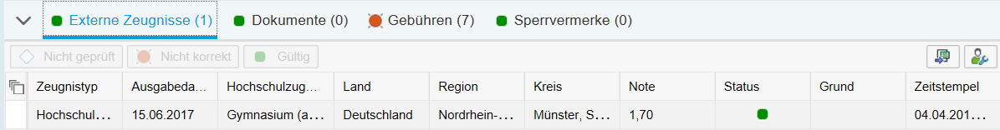 Externe Zeugnisse (1) Dokumente (0) Gebühren (7) Sperrvermerke (0)
Nicht geprüft Nicht korrekt Gültig
Zeugnistyp Ausgabeda... Hochschulzug... Land Region Kreis Note Status Grund Zeitstempel
Hochschul... 15.06.2017 Gymnasium (a... Deutschland Nordrhein-... Münster, S... 1,70 04.04.201...